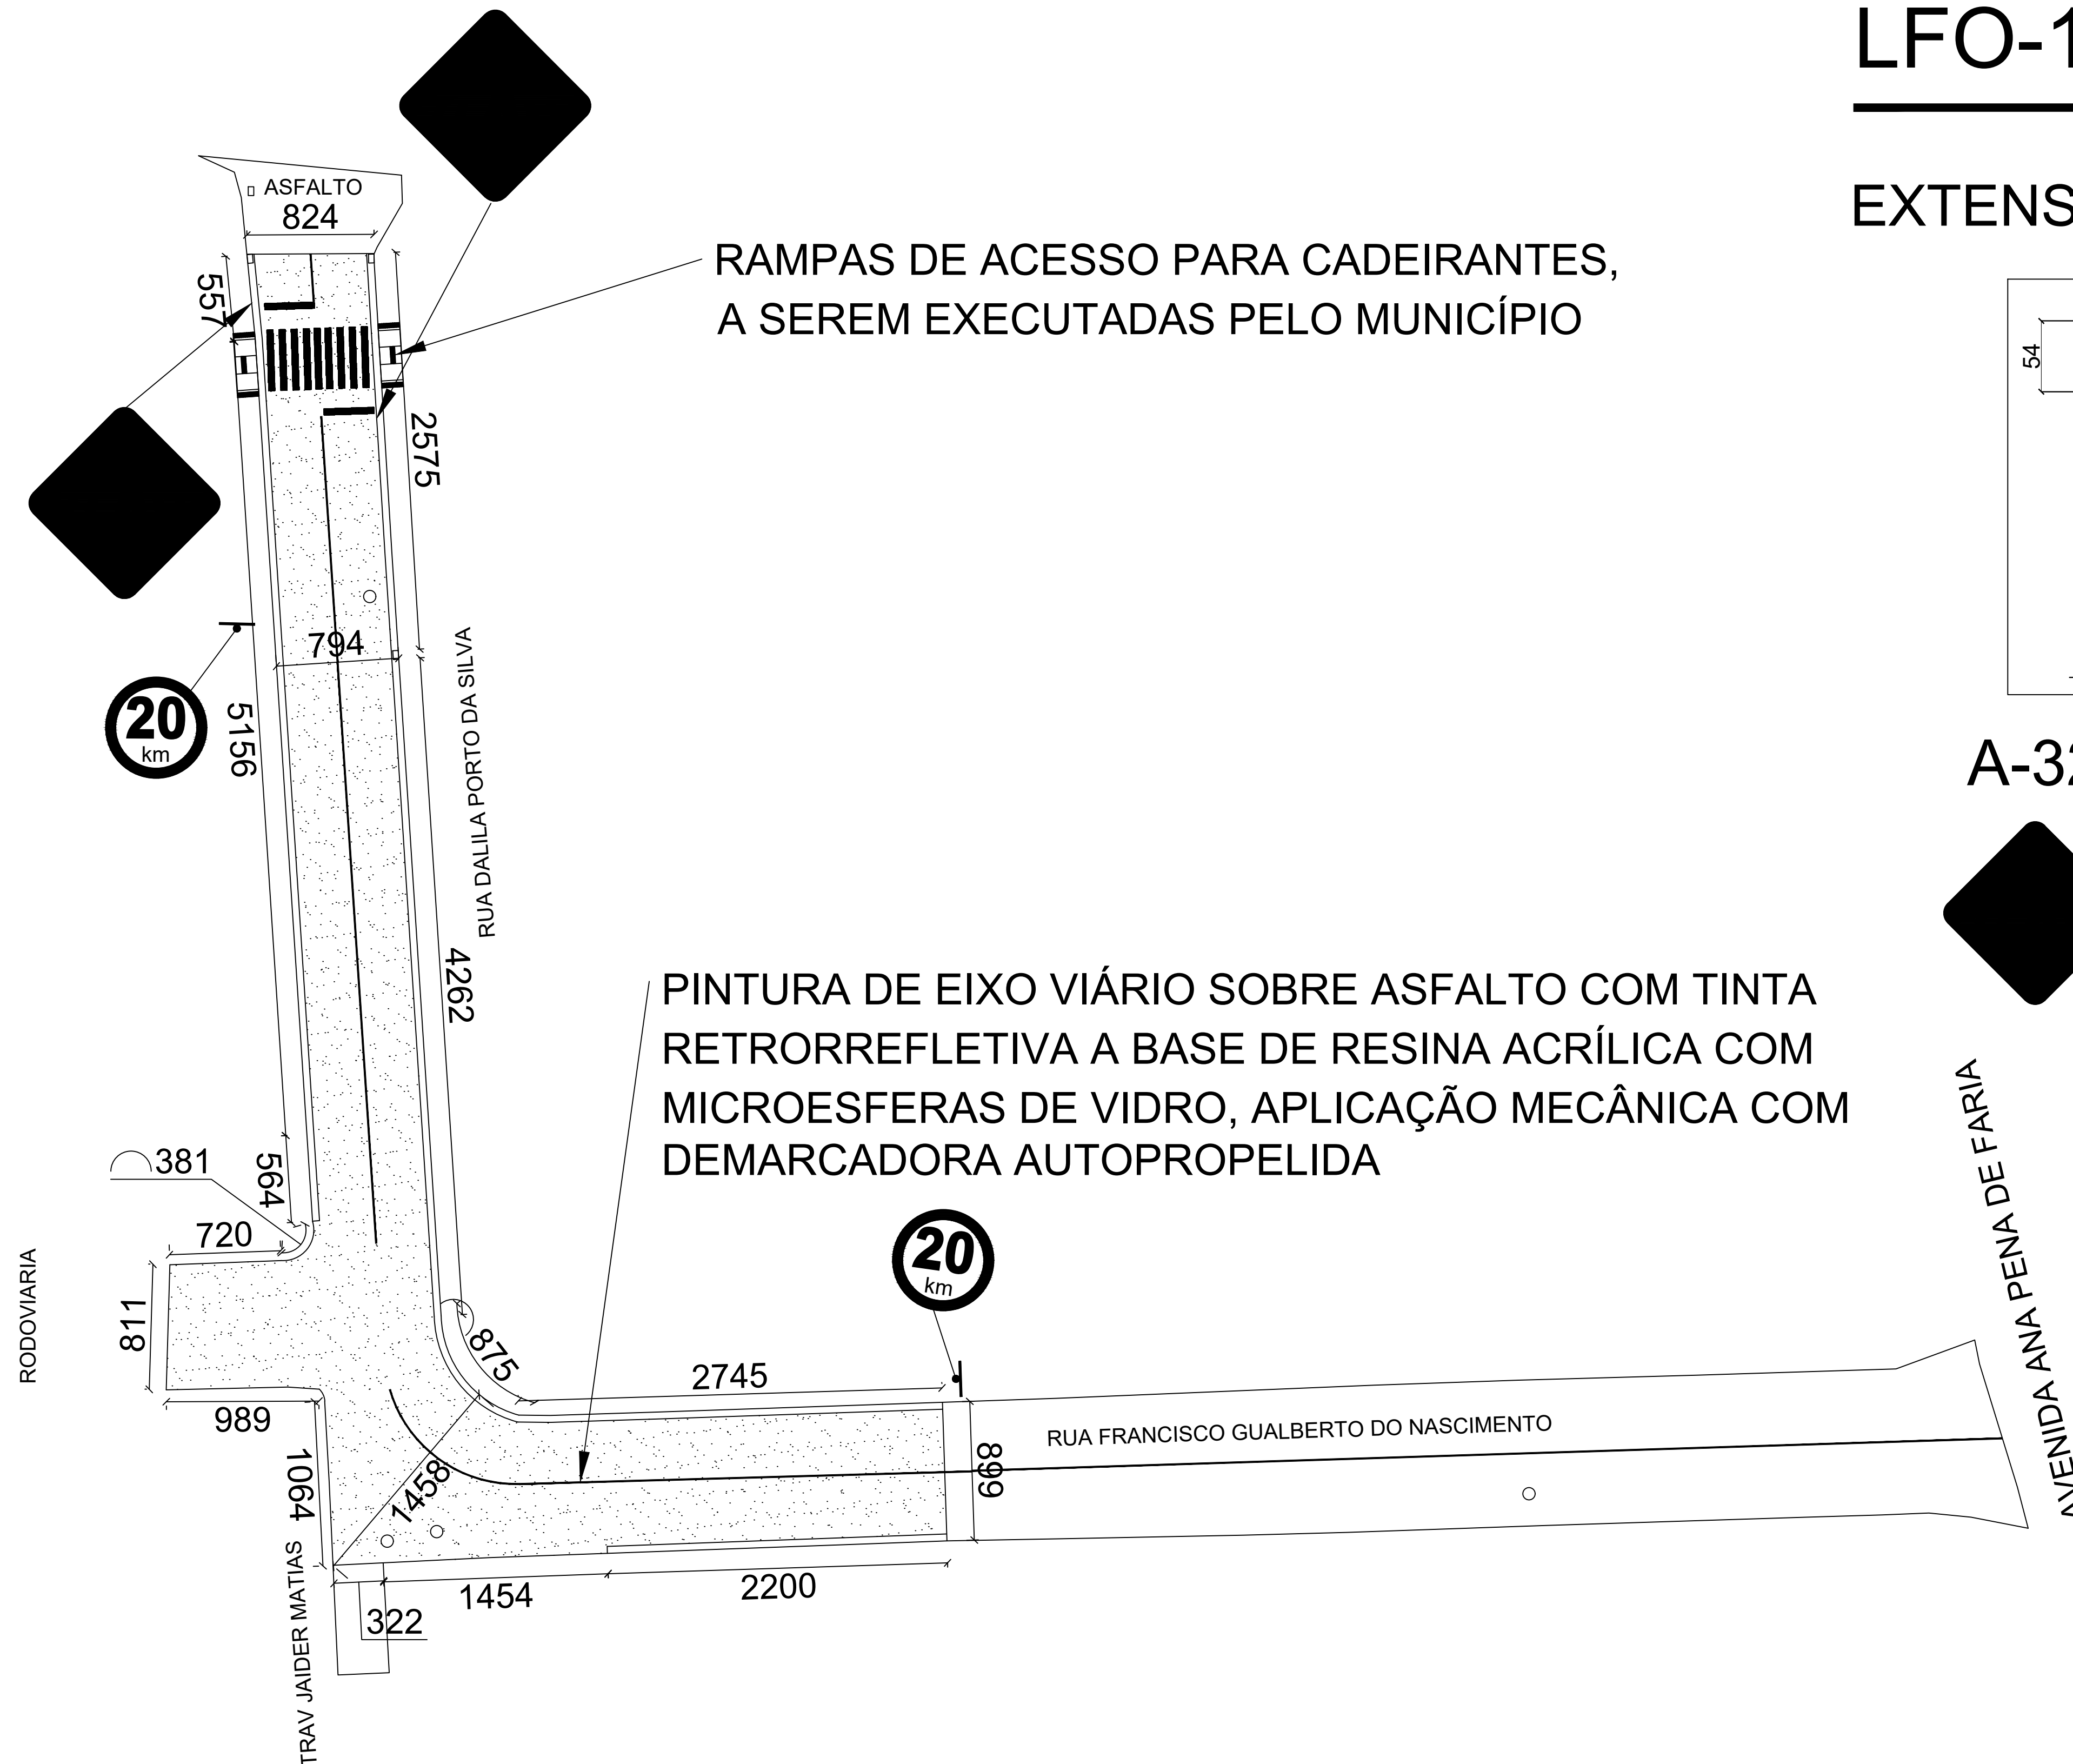 LFO-1
ASFALTO
824
EXTENS
RAMPAS DE ACESSO PARA CADEIRANTES,
A SEREM EXECUTADAS PELO MUNICÍPIO
557
54
2575
794
RUA DALILA PORTO DA SILVA
20
km
5156
A-32
4262
PINTURA DE EIXO VIÁRIO SOBRE ASFALTO COM TINTA
RETRORREFLETIVA A BASE DE RESINA ACRÍLICA COM
MICROESFERAS DE VIDRO, APLICAÇÃO MECÂNICA COM
DEMARCADORA AUTOPROPELIDA
381
564
720
RODOVIARIA
811
20
km
875
2745
989
AVENIDA ANA PENA DE FARIA
RUA FRANCISCO GUALBERTO DO NASCIMENTO
899
1064
1458
TRAV JAIDER MATIAS
1454
2200
322